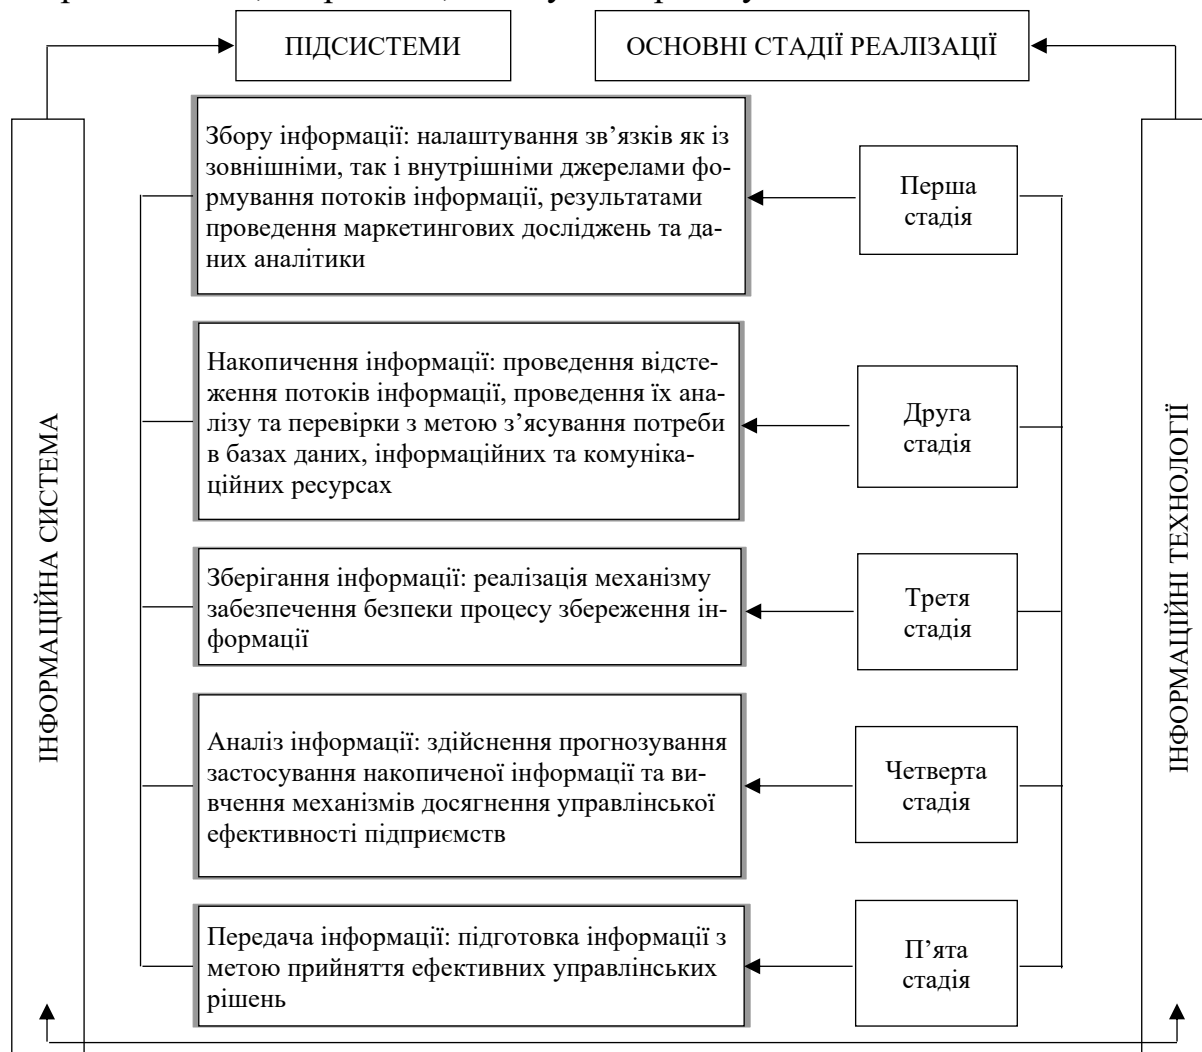 ПІДСИСТЕМИ
ОСНОВНІ СТАДІЇ РЕАЛІЗАЦІЇ
ІНФОРМАЦІЙНА СИСТЕМА
Збору інформації: налаштування зв’язків як із
зовнішніми, так і внутрішніми джерелами фо-
рмування потоків інформації, результатами
проведення маркетингових досліджень та да-
них аналітики
Перша
стадія
Накопичення інформації: проведення відсте-
ження потоків інформації, проведення їх ана-
лізу та перевірки з метою з’ясування потреби
в базах даних, інформаційних та комуніка-
ційних ресурсах
Друга
стадія
Зберігання інформації: реалізація механізму
забезпечення безпеки процесу збереження ін-
формації
Третя
стадія
Аналіз інформації: здійснення прогнозування
застосування накопиченої інформації та ви-
вчення механізмів досягнення управлінської
ефективності підприємств
Четверта
стадія
Передача інформації: підготовка інформації з
метою прийняття ефективних управлінських
рішень
П’ята
стадія
ІНФОРМАЦІЙНІ ТЕХНОЛОГІЇ